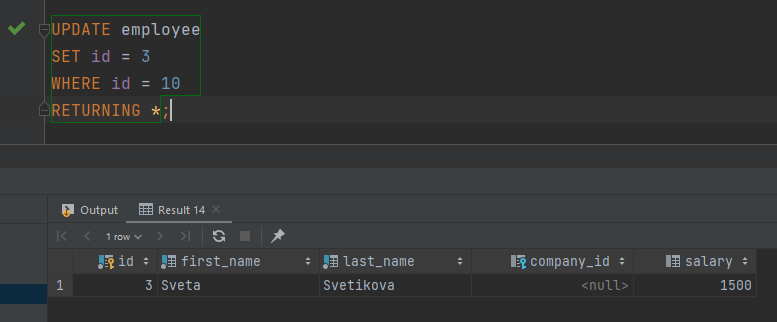 UPDATE employee
SET id = 3
WHERE id = 10
RETURNING *;
Output Result 14
1 row
id first_name last_name company_id salary
1 3 Sveta Svetikova <null> 1500